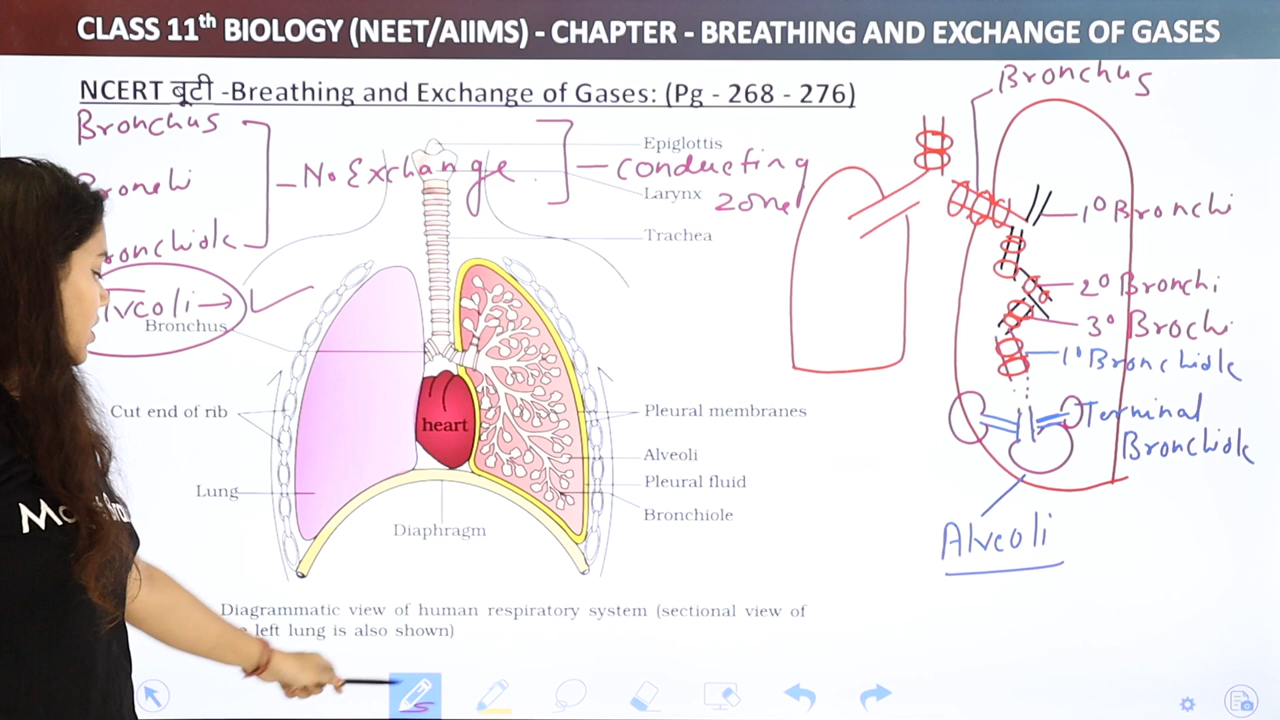 CLASS 11th BIOLOGY (NEET/AIIMS) - CHAPTER - BREATHING AND EXCHANGE OF GASES
NCERT बूटी -Breathing and Exchange of Gases: (Pg - 268 - 276)
Bronchus
No Exchange
conducting
zone
Epiglottis
Larynx
Trachea
Bronchus
Cut end of rib
heart
Lung
Diaphragm
Pleural membranes
Alveoli
Pleural fluid
Bronchiole
Diagrammatic view of human respiratory system (sectional view of
left lung is also shown)
Bronchus
1° Bronchi
2° Bronchi
3° Brochi
1° Bronchiole
Terminal
Bronchiole
Alveoli